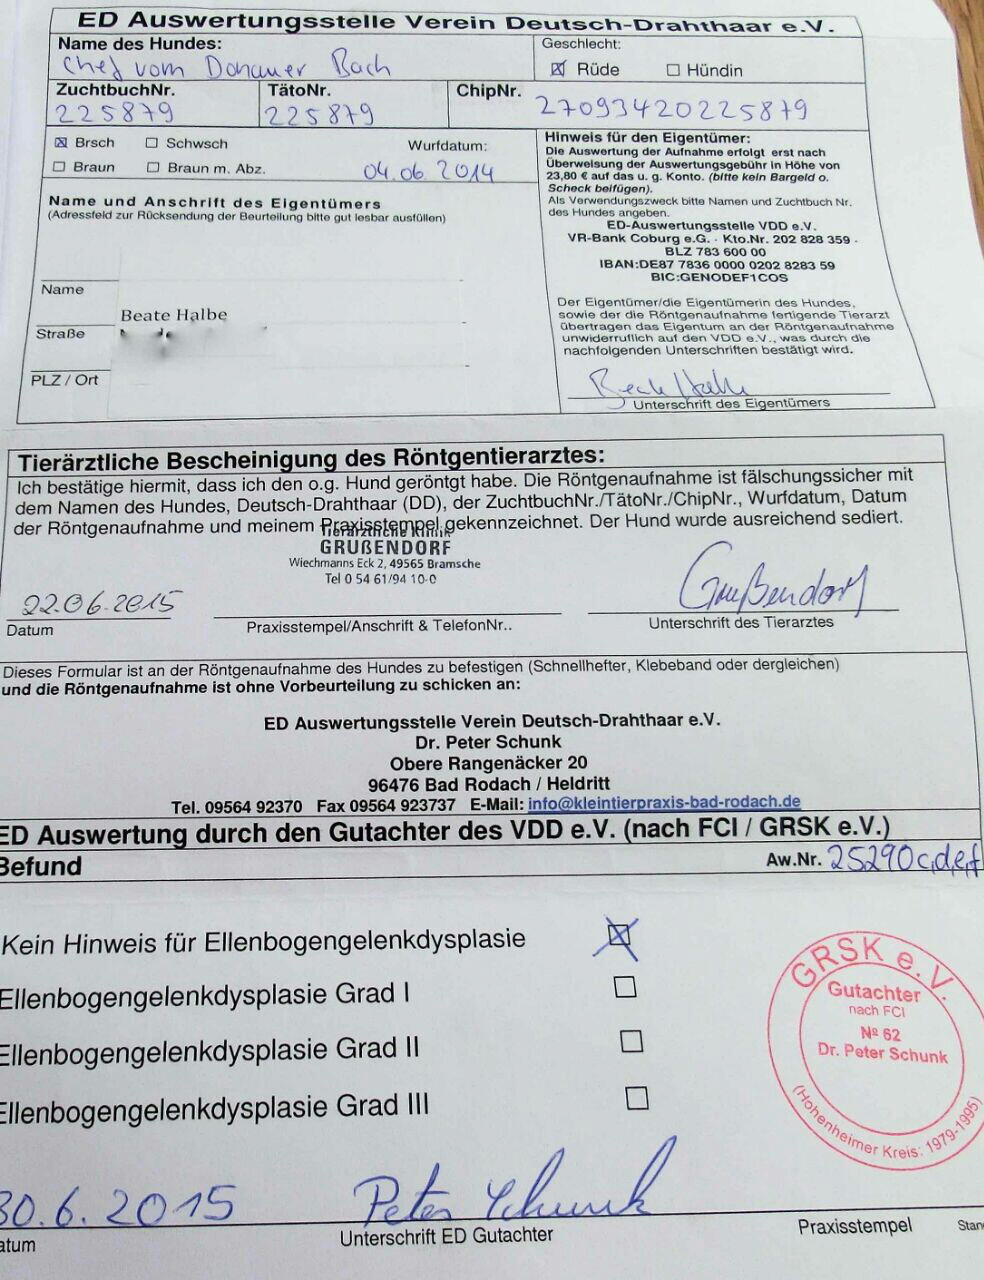 ED Auswertungsstelle Verein Deutsch-Drahthaar e.V.
Name des Hundes:
Chef vom Donauer Bach
Geschlecht:
☒ Rüde ☐ Hündin
ZuchtbuchNr.
225879
TätoNr.
225879
ChipNr.
27093420225879
☒ Brsch ☐ Schwsch
☐ Braun ☐ Braun m. Abz.
Wurfdatum:
04.06.2014
Name und Anschrift des Eigentümers
(Adressfeld zur Rücksendung der Beurteilung bitte gut lesbar ausfüllen)
Name
Beate Halbe
Straße
PLZ / Ort
Hinweis für den Eigentümer:
Die Auswertung der Aufnahme erfolgt erst nach
Überweisung der Auswertungsgebühr in Höhe von
23,80 € auf das u. g. Konto. (bitte kein Bargeld o.
Scheck beifügen).
Als Verwendungszweck bitte Namen und Zuchtbuch Nr.
des Hundes angeben.
ED-Auswertungsstelle VDD e.V.
VR-Bank Coburg e.G. · Kto.Nr. 202 828 359 ·
BLZ 783 600 00
IBAN:DE87 7836 0000 0202 8283 59
BIC:GENODEF1COS
Der Eigentümer/die Eigentümerin des Hundes,
sowie der die Röntgenaufnahme fertigende Tierarzt
übertragen das Eigentum an der Röntgenaufnahme
unwiderruflich auf den VDD e.V., was durch die
nachfolgenden Unterschriften bestätigt wird.
Beate Halbe
Unterschrift des Eigentümers
Tierärztliche Bescheinigung des Röntgentierarztes:
Ich bestätige hiermit, dass ich den o.g. Hund geröntgt habe. Die Röntgenaufnahme ist fälschungssicher mit
dem Namen des Hundes, Deutsch-Drahthaar (DD), der ZuchtbuchNr./TätoNr./ChipNr., Wurfdatum, Datum
der Röntgenaufnahme und meinem Praxisstempel gekennzeichnet. Der Hund wurde ausreichend sediert.
Tierärztliche Klinik
GRUßENDORF
Wiechmanns Eck 2, 49565 Bramsche
Tel 0 54 61/94 10-0
22.06.2015
Grußendorf
Datum
Praxisstempel/Anschrift & TelefonNr..
Unterschrift des Tierarztes
Dieses Formular ist an der Röntgenaufnahme des Hundes zu befestigen (Schnellhefter, Klebeband oder dergleichen)
und die Röntgenaufnahme ist ohne Vorbeurteilung zu schicken an:
ED Auswertungsstelle Verein Deutsch-Drahthaar e.V.
Dr. Peter Schunk
Obere Rangenäcker 20
96476 Bad Rodach / Heldritt
Tel. 09564 92370 Fax 09564 923737 E-Mail: info@kleintierpraxis-bad-rodach.de
ED Auswertung durch den Gutachter des VDD e.V. (nach FCI / GRSK e.V.)
Befund
Aw.Nr. 25290c,d,e,f
Kein Hinweis für Ellenbogengelenkdysplasie ☒
Ellenbogengelenkdysplasie Grad I ☐
Ellenbogengelenkdysplasie Grad II ☐
Ellenbogengelenkdysplasie Grad III ☐
GRSK e.V.
Gutachter
nach FCI
Nº 62
Dr. Peter Schunk
(Hohenheimer Kreis: 1979-1995)
30.6.2015
Peter Schunk
atum
Unterschrift ED Gutachter
Praxisstempel
Stan